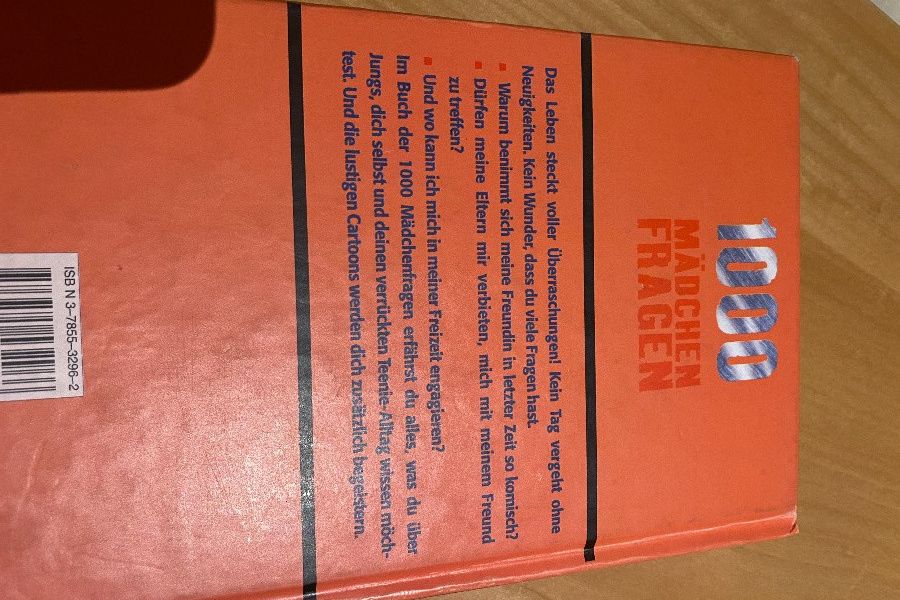 1000
MÄDCHEN
FRAGEN
Das Leben steckt voller Überraschungen! Kein Tag vergeht ohne
Neuigkeiten. Kein Wunder, dass du viele Fragen hast.
▪ Warum benimmt sich meine Freundin in letzter Zeit so komisch?
▪ Dürfen meine Eltern mir verbieten, mich mit meinem Freund
zu treffen?
▪ Und wo kann ich mich in meiner Freizeit engagieren?
Im Buch der 1000 Mädchenfragen erfährst du alles, was du über
Jungs, dich selbst und deinen verrückten Teenie-Alltag wissen möch-
test. Und die lustigen Cartoons werden dich zusätzlich begeistern.
ISBN 3-7855-3296-2